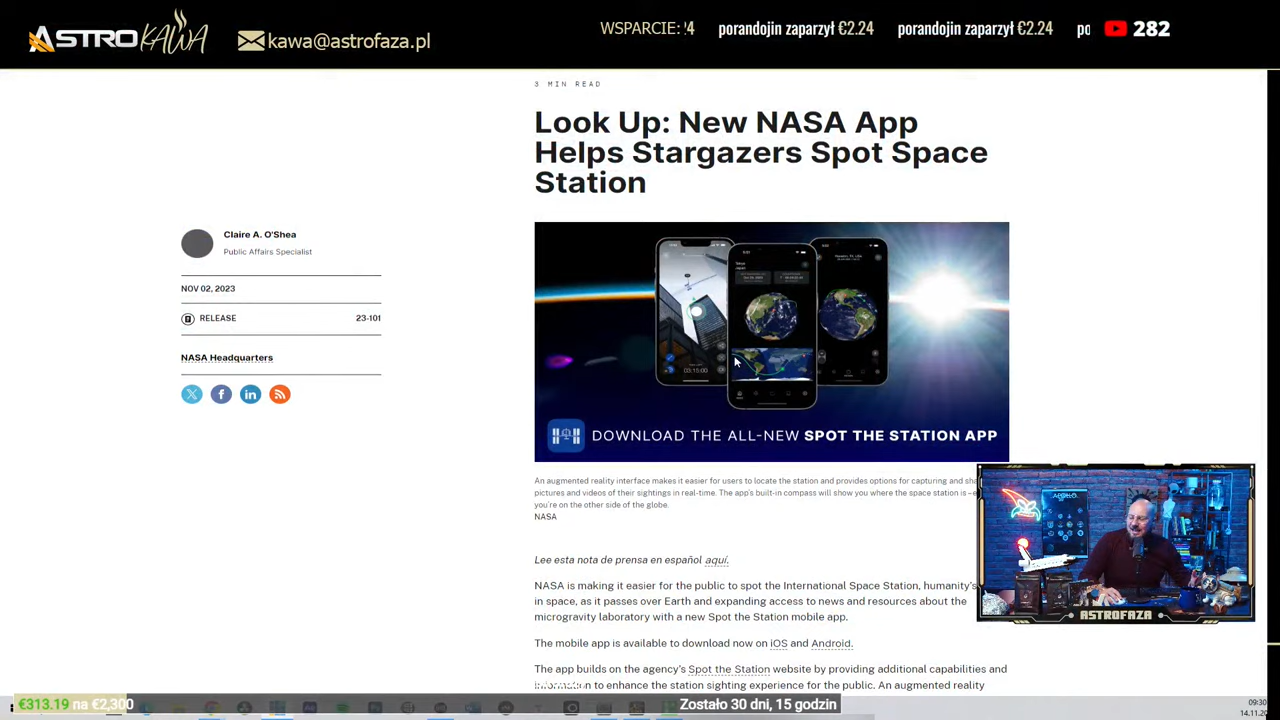 ASTROKAWA
kawa@astrofaza.pl
WSPARCIE: '4 porandojin zaparzył €2.24 porandojin zaparzył €2.24 po
282
3 MIN READ
Look Up: New NASA App
Helps Stargazers Spot Space
Station
Claire A. O'Shea
Public Affairs Specialist
NOV 02, 2023
RELEASE 23-101
NASA Headquarters
DOWNLOAD THE ALL-NEW SPOT THE STATION APP
An augmented reality interface makes it easier for users to locate the station and provides options for capturing and sha
pictures and videos of their sightings in real-time. The app's built-in compass will show you where the space station is – e
you're on the other side of the globe.
NASA
Lee esta nota de prensa en español aquí.
NASA is making it easier for the public to spot the International Space Station, humanity's
in space, as it passes over Earth and expanding access to news and resources about the
microgravity laboratory with a new Spot the Station mobile app.
The mobile app is available to download now on iOS and Android.
The app builds on the agency's Spot the Station website by providing additional capabilities and
information to enhance the station sighting experience for the public. An augmented reality
APOLLO
ASTROFAZA
€313.19 na €2,300
Zostało 30 dni, 15 godzin
09:30
14.11.20